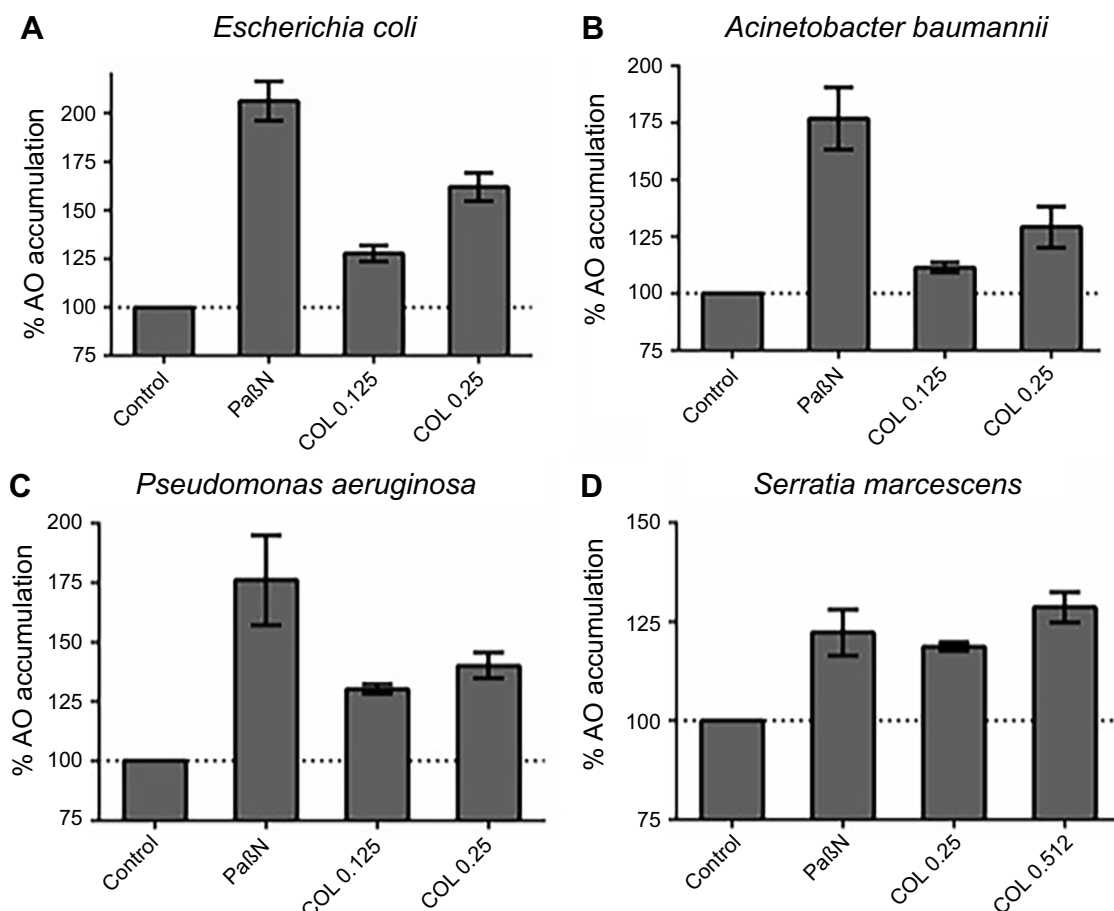 A
Escherichia coli
% AO accumulation
200
175
150
125
100
75
Control
PaßN
COL 0.125
COL 0.25
B
Acinetobacter baumannii
% AO accumulation
200
175
150
125
100
75
Control
PaßN
COL 0.125
COL 0.25
C
Pseudomonas aeruginosa
% AO accumulation
200
175
150
125
100
75
Control
PaßN
COL 0.125
COL 0.25
D
Serratia marcescens
% AO accumulation
150
125
100
75
Control
PaßN
COL 0.25
COL 0.512